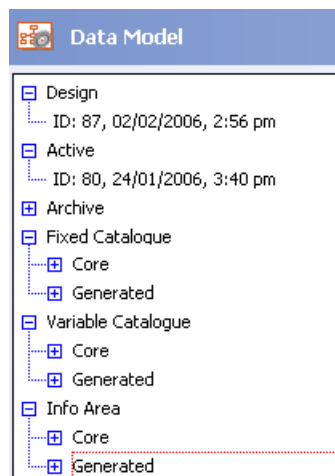 Data Model
Design
ID: 87, 02/02/2006, 2:56 pm
Active
ID: 80, 24/01/2006, 3:40 pm
Archive
Fixed Catalogue
Core
Generated
Variable Catalogue
Core
Generated
Info Area
Core
Generated